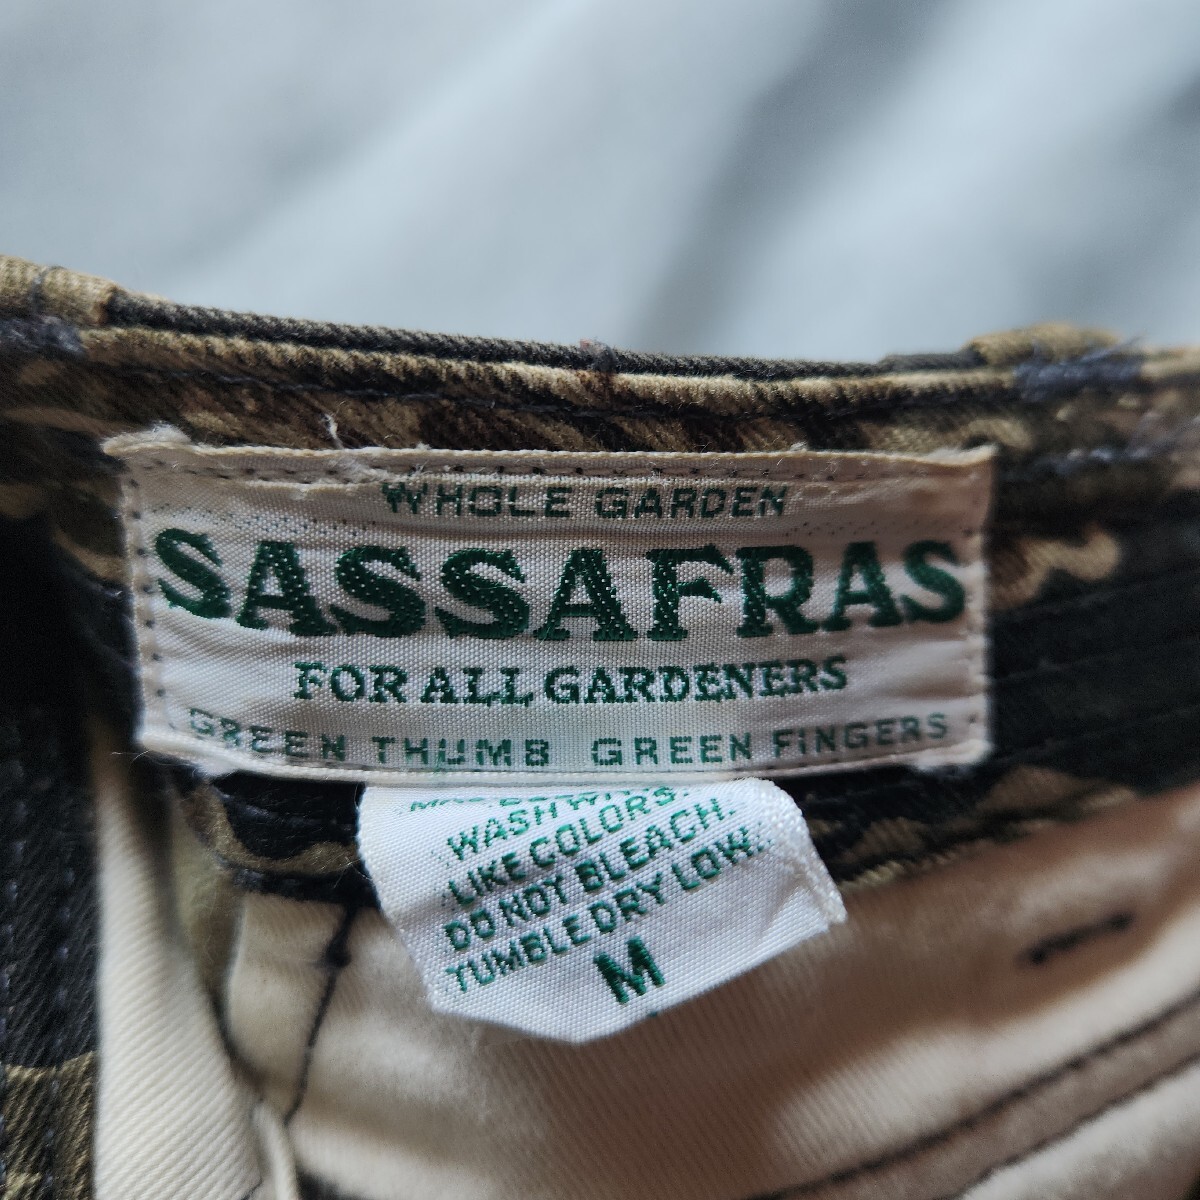 WHOLE GARDEN
SASSAFRAS
FOR ALL GARDENERS
GREEN THUMB GREEN FINGERS
WASH WITH
LIKE COLORS.
DO NOT BLEACH.
TUMBLE DRY LOW.
M